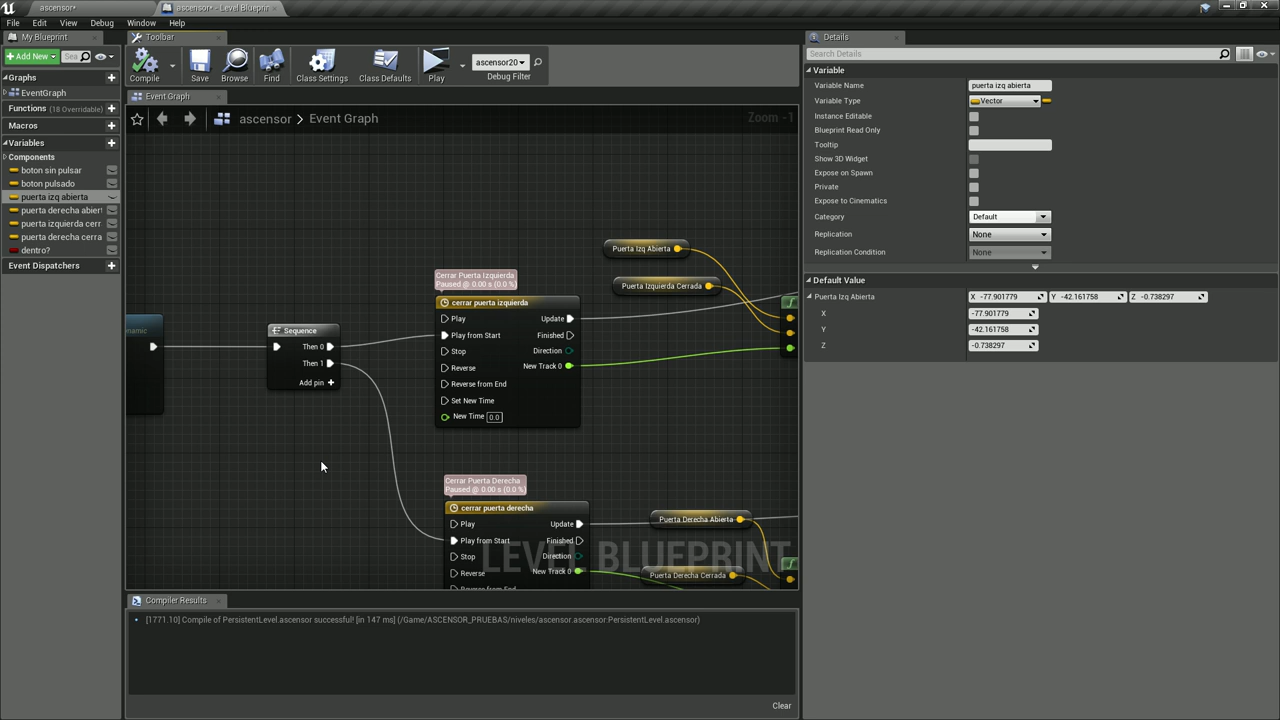 ascensor*
ascensor* - Level Blueprint
File Edit View Debug Window Help
My Blueprint
Add New
Sea
Graphs
EventGraph
Functions (18 Overridable)
Macros
Variables
Components
boton sin pulsar
boton pulsado
puerta izq abierta
puerta derecha abiert
puerta izquierda cerr
puerta derecha cerra
dentro?
Event Dispatchers
Toolbar
Compile
Save
Browse
Find
Class Settings
Class Defaults
Play
ascensor20
Debug Filter
Event Graph
ascensor > Event Graph
Zoom -1
Puerta Izq Abierta
Puerta Izquierda Cerrada
Cerrar Puerta Izquierda
Paused @ 0.00 s (0.0 %)
cerrar puerta izquierda
Play Update
Play from Start Finished
Stop Direction
Reverse New Track 0
Reverse from End
Set New Time
New Time 0.0
namic
Sequence
Then 0
Then 1
Add pin +
Cerrar Puerta Derecha
Paused @ 0.00 s (0.0 %)
cerrar puerta derecha
Play Update
Play from Start Finished
Stop Direction
Reverse New Track 0
Reverse from End
Puerta Derecha Abierta
Puerta Derecha Cerrada
LEVEL BLUEPRINT
Compiler Results
[1771.10] Compile of PersistentLevel.ascensor successful! [in 147 ms] (/Game/ASCENSOR_PRUEBAS/niveles/ascensor.ascensor:PersistentLevel.ascensor)
Clear
Details
Search Details
Variable
Variable Name puerta izq abierta
Variable Type Vector
Instance Editable
Blueprint Read Only
Tooltip
Show 3D Widget
Expose on Spawn
Private
Expose to Cinematics
Category Default
Replication None
Replication Condition None
Default Value
Puerta Izq Abierta X -77.901779 Y -42.161758 Z -0.738297
X -77.901779
Y -42.161758
Z -0.738297